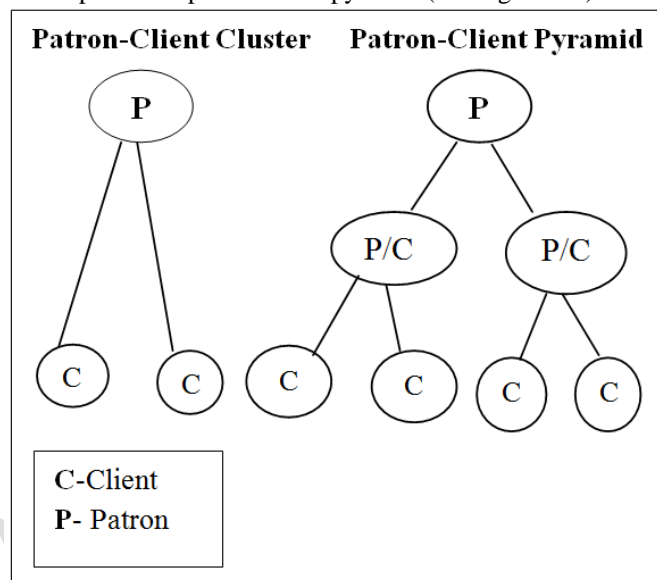 Patron-Client Cluster Patron-Client Pyramid
P P
P/C P/C
C C C C C C
C-Client
P- Patron